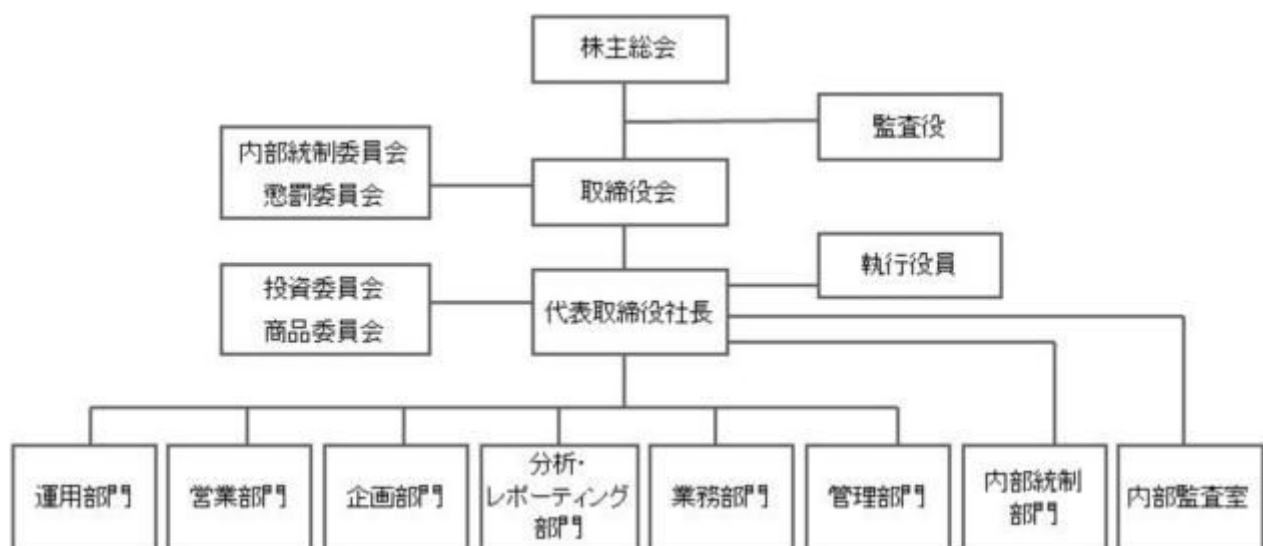 株主総会
監査役
内部統制委員会
懲罰委員会
取締役会
執行役員
投資委員会
商品委員会
代表取締役社長
運用部門
営業部門
企画部門
分析・
レポーティング
部門
業務部門
管理部門
内部統制
部門
内部監査室